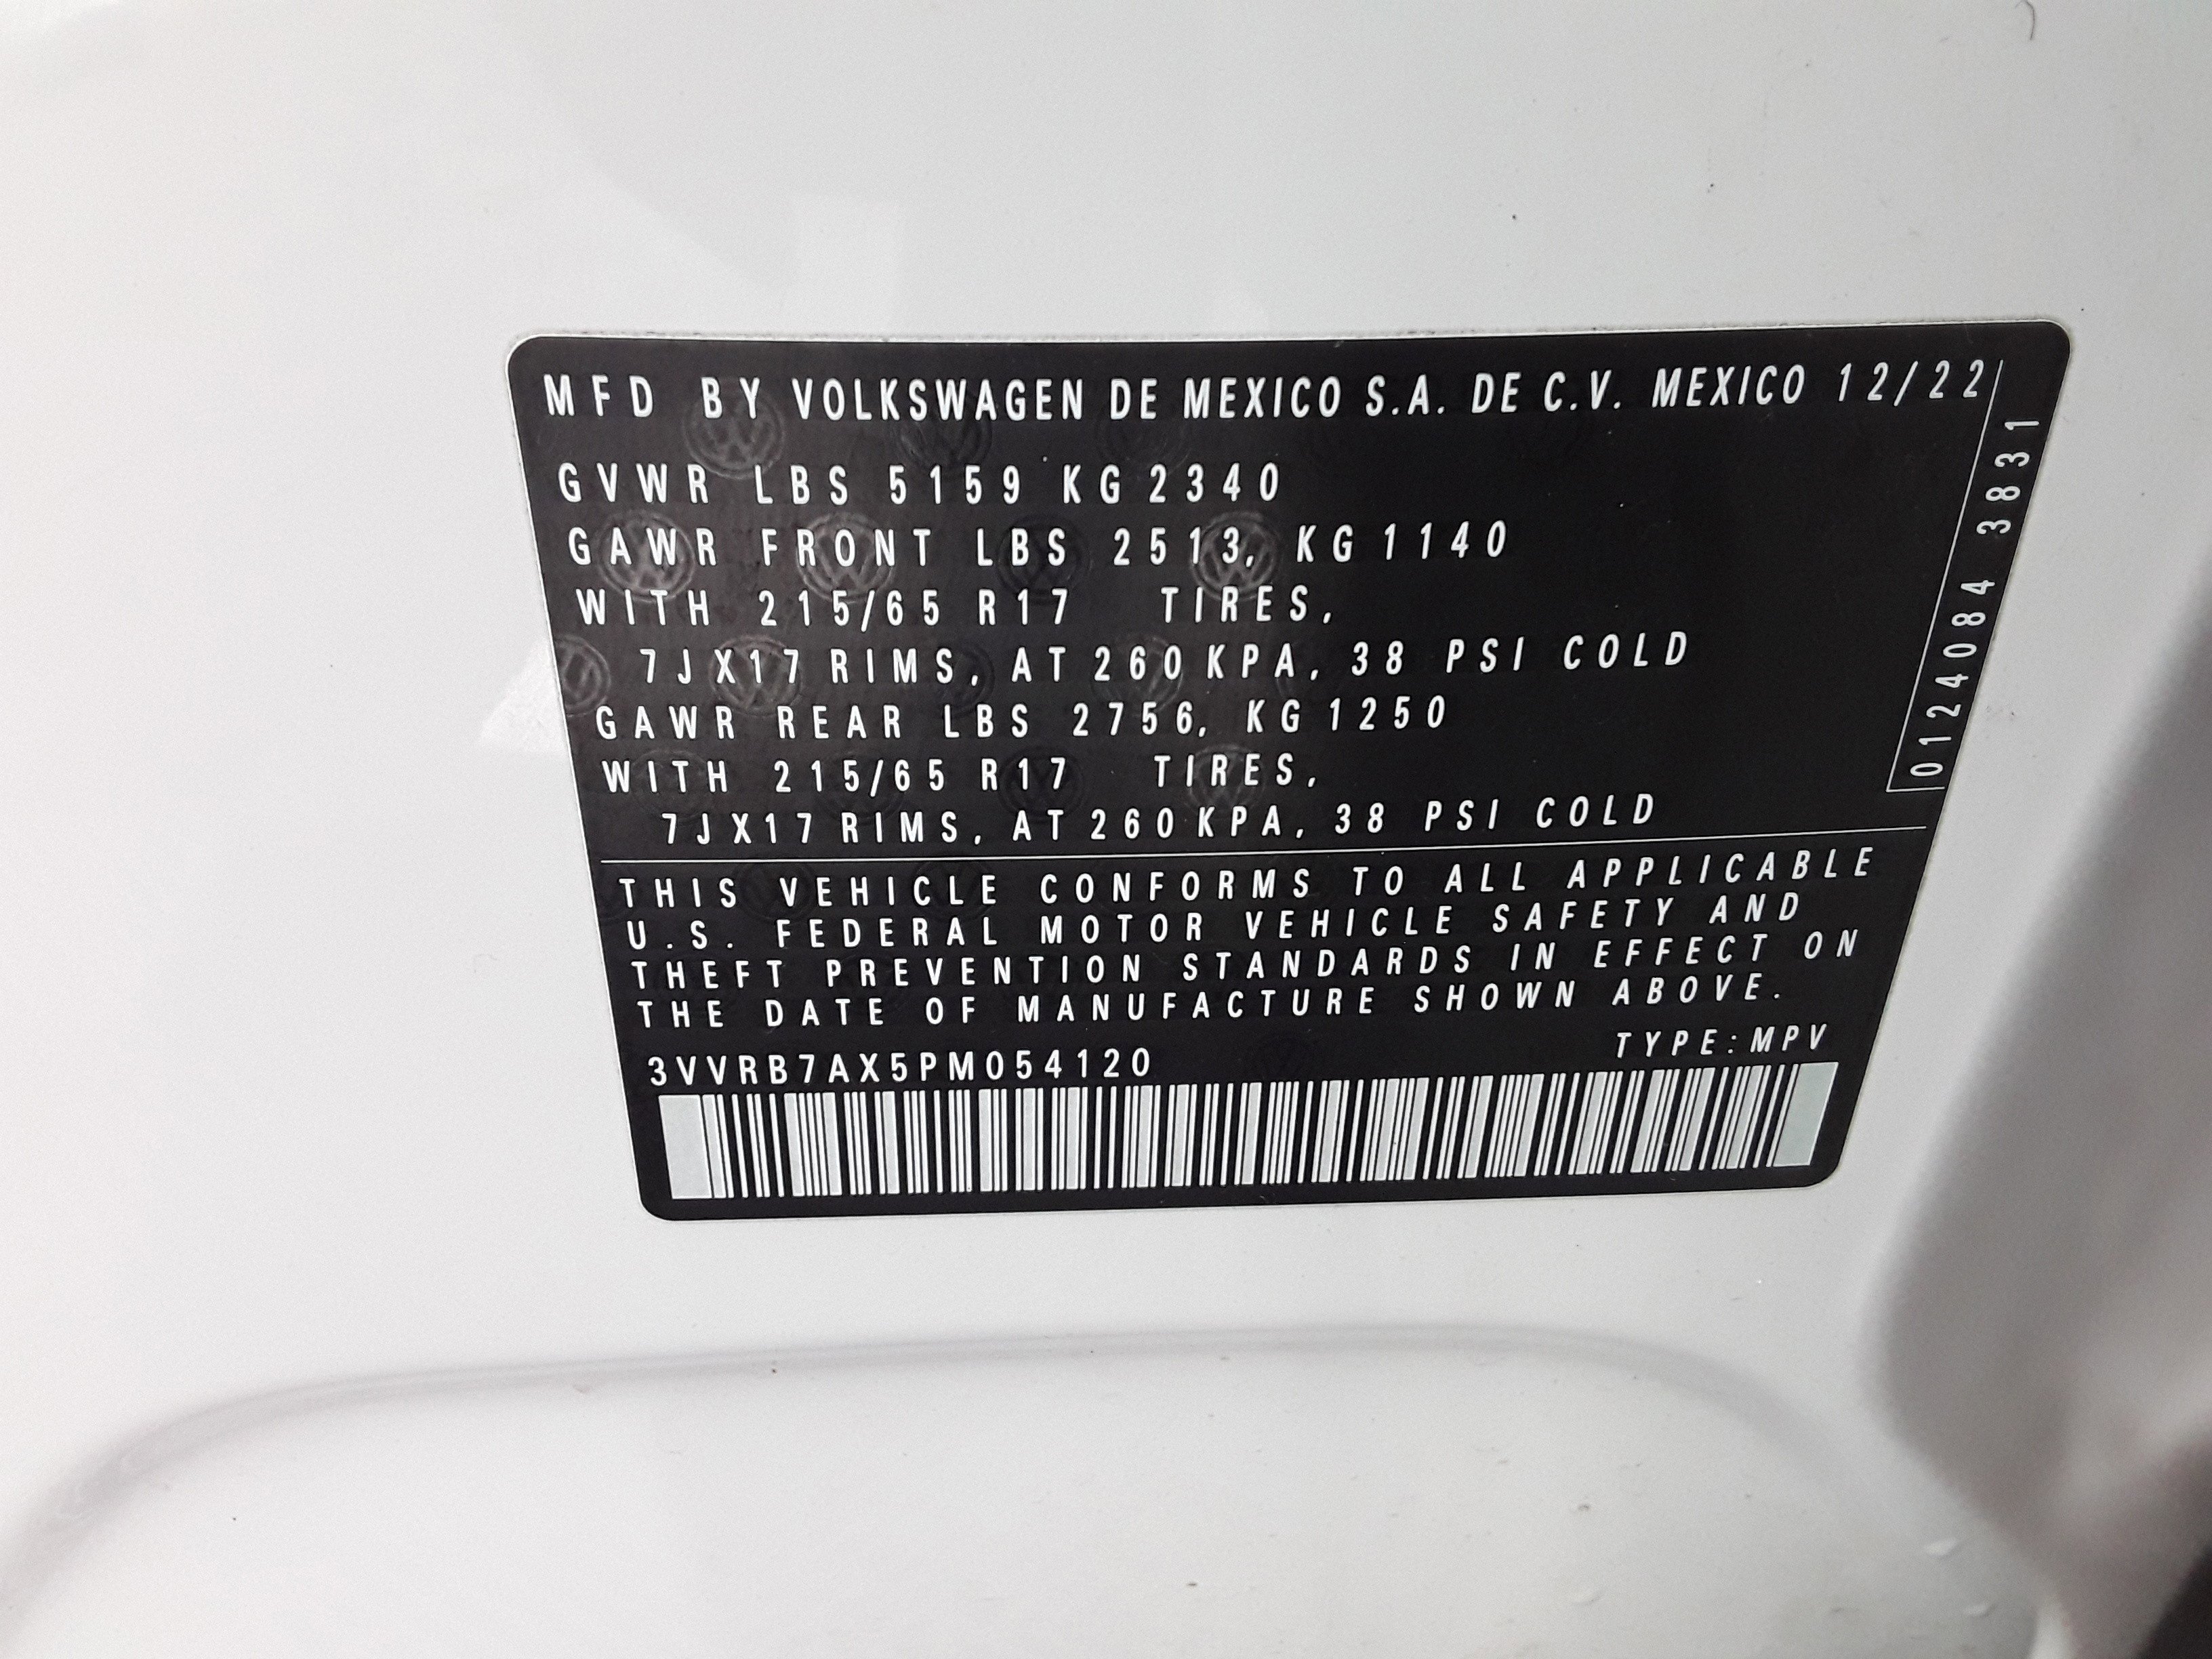 MFD BY VOLKSWAGEN DE MEXICO S.A. DE C.V. MEXICO 12/22
GVWR LBS 5159 KG 2340
GAWR FRONT LBS 2513, KG 1140
WITH 215/65 R17 TIRES,
7JX17 RIMS, AT 260 KPA, 38 PSI COLD
GAWR REAR LBS 2756, KG 1250
WITH 215/65 R17 TIRES,
7JX17 RIMS, AT 260 KPA, 38 PSI COLD
0124084 3831
THIS VEHICLE CONFORMS TO ALL APPLICABLE
U.S. FEDERAL MOTOR VEHICLE SAFETY AND
THEFT PREVENTION STANDARDS IN EFFECT ON
THE DATE OF MANUFACTURE SHOWN ABOVE.
TYPE: MPV
3VVRB7AX5PM054120